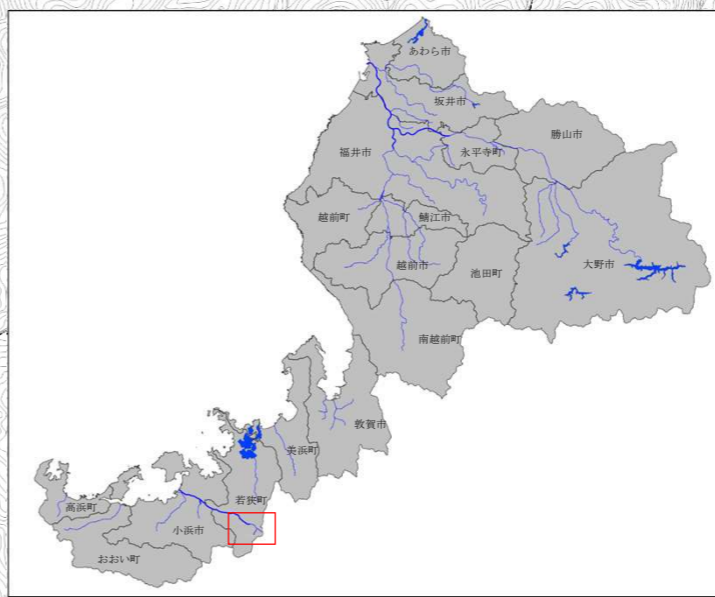 あわら市
坂井市
勝山市
永平寺町
福井市
越前町
鯖江市
越前市
池田町
大野市
南越前町
敦賀市
美浜町
若狭町
高浜町
小浜市
おおい町